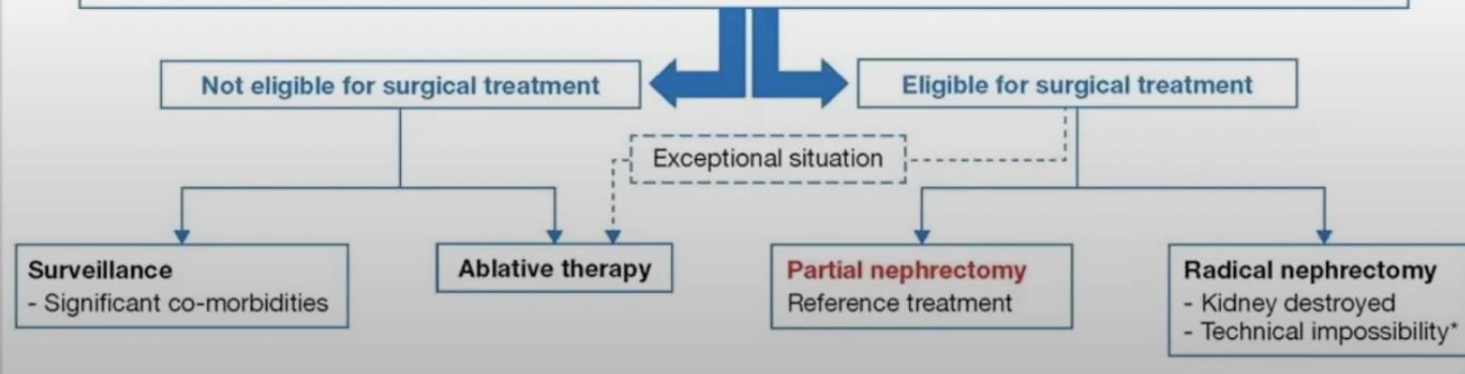 Not eligible for surgical treatment
Eligible for surgical treatment
Exceptional situation
Surveillance
- Significant co-morbidities
Ablative therapy
Partial nephrectomy
Reference treatment
Radical nephrectomy
- Kidney destroyed
- Technical impossibility*